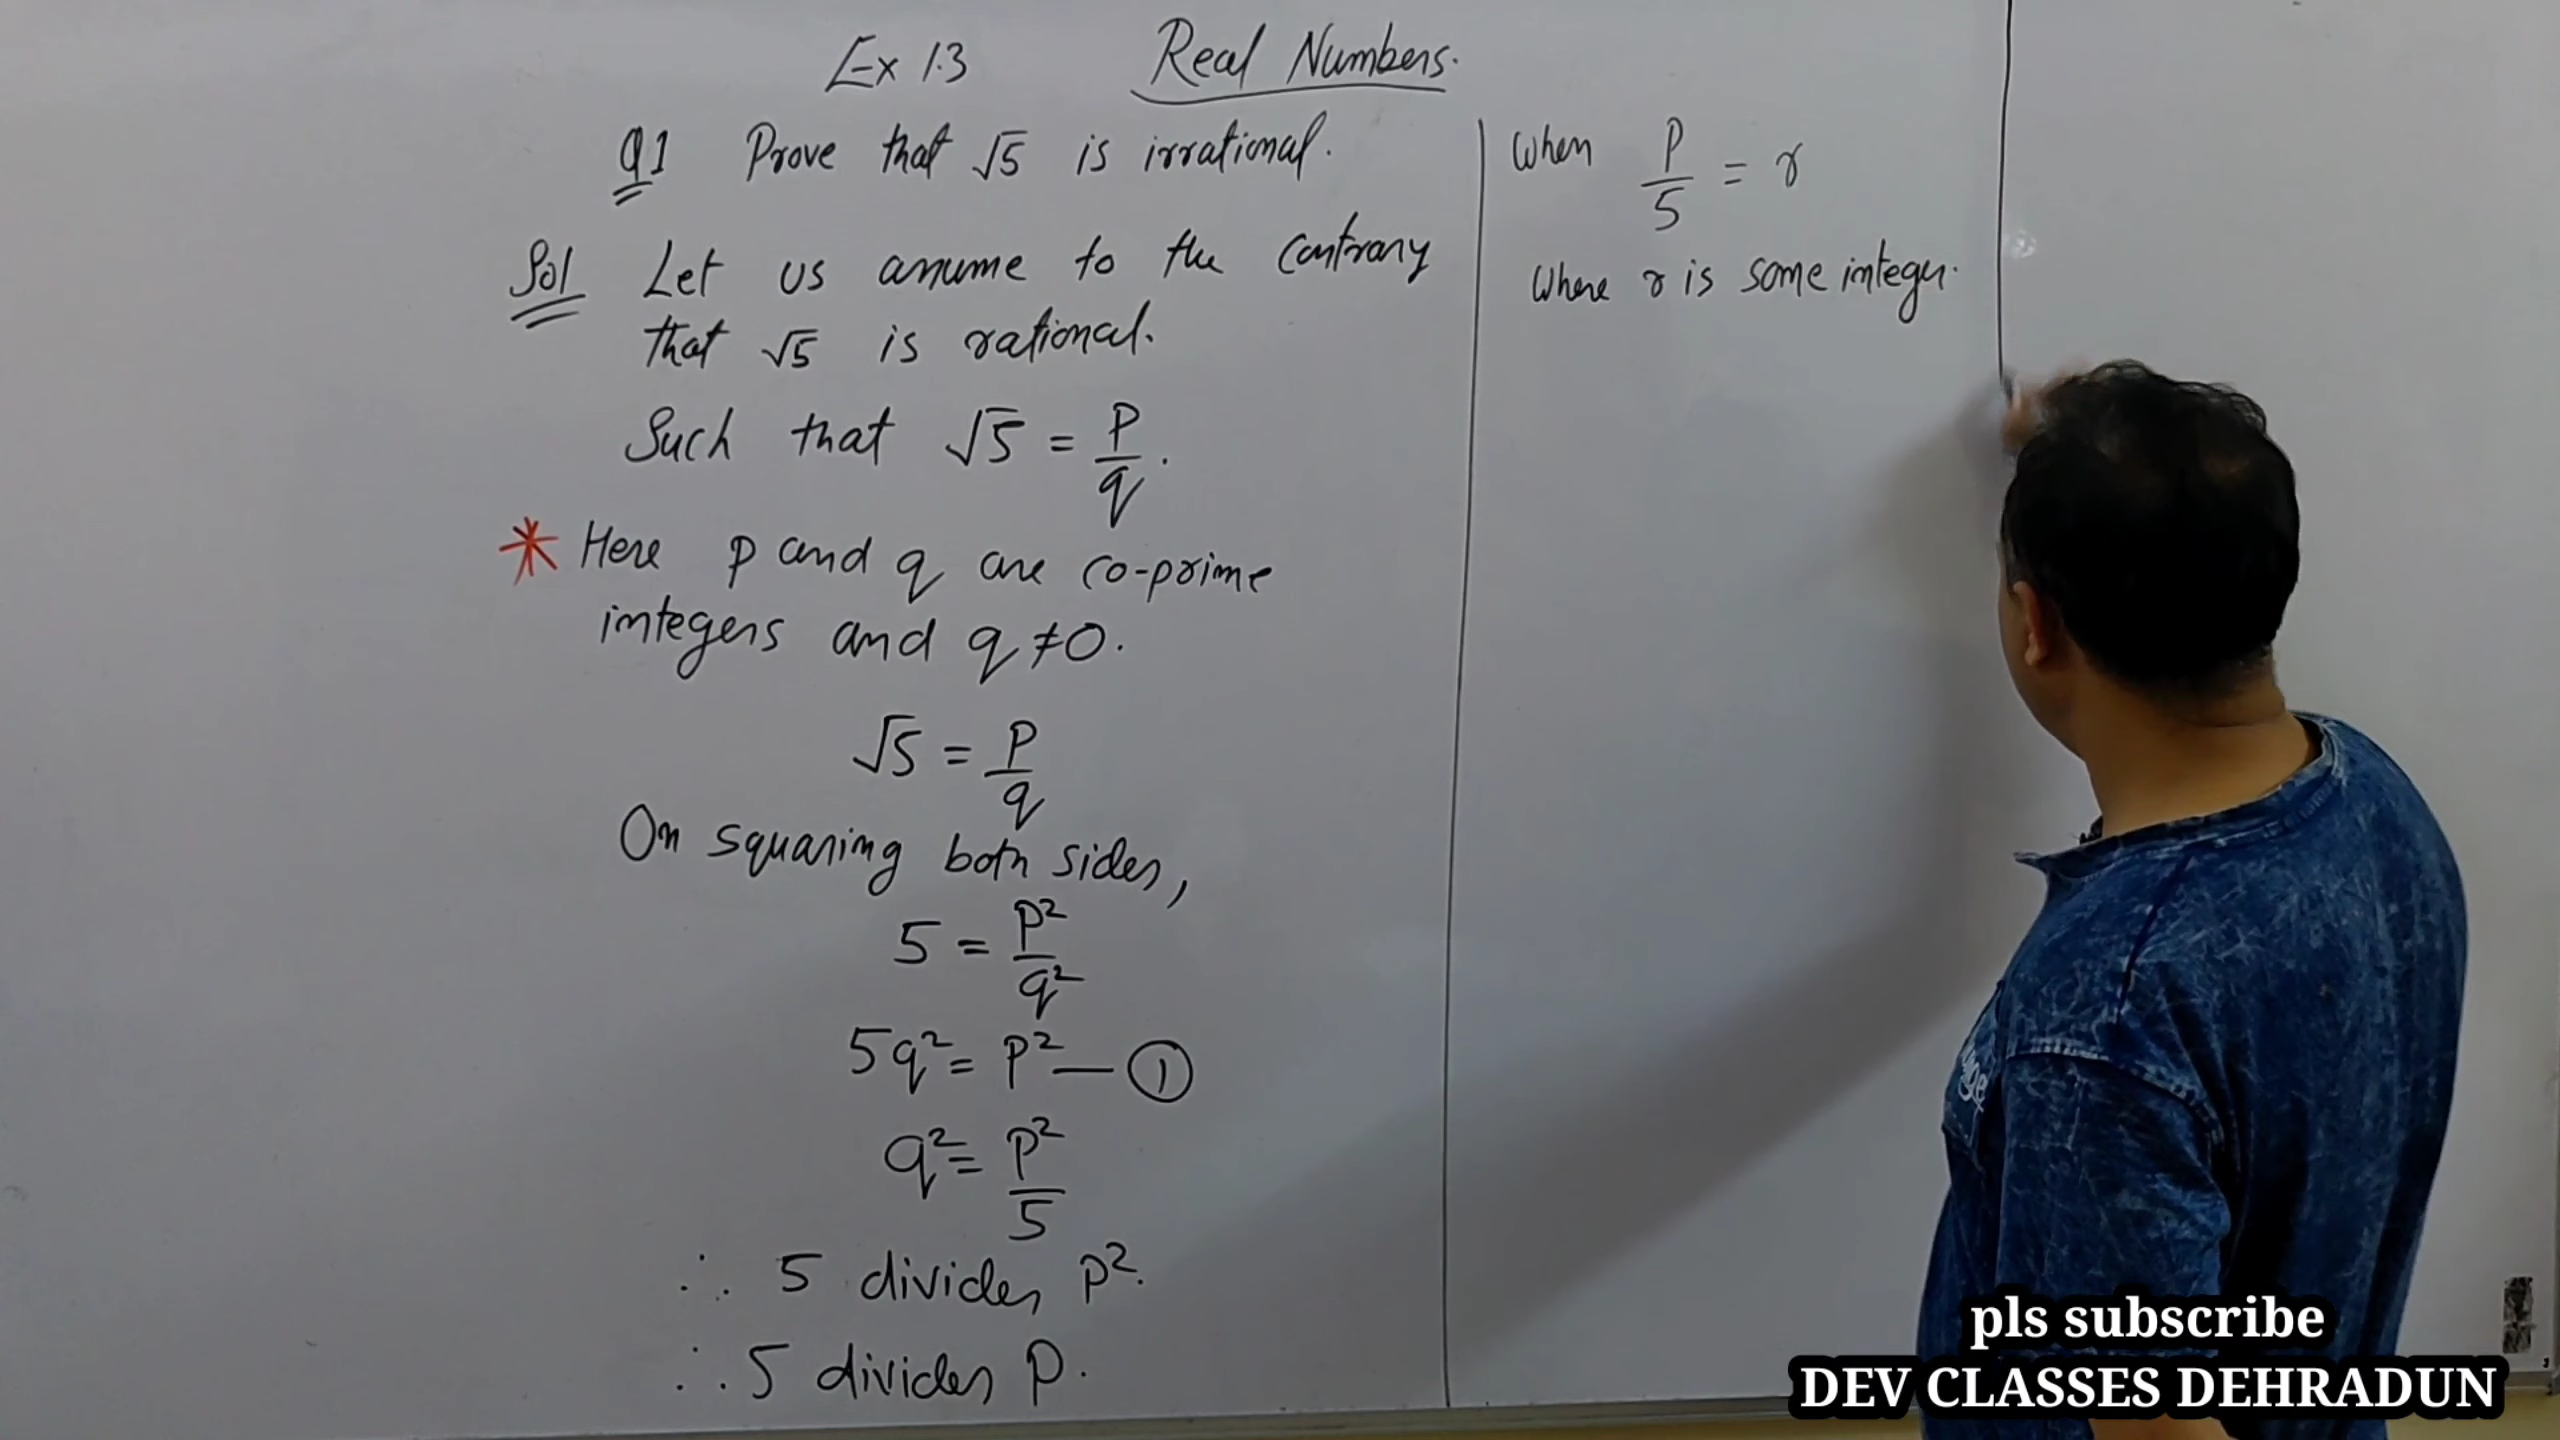 Ex 1.3 Real Numbers.
Q1 Prove that √5 is irrational.
Sol Let us assume to the contrary
that √5 is rational.
Such that √5 = p/q.
* Here p and q are co-prime
integers and q ≠ 0.
√5 = p/q
On squaring both sides,
5 = p²/q²
5q² = p² — ①
q² = p²/5
∴ 5 divides p².
∴ 5 divides p.
When p/5 = r
Where r is some integer.
pls subscribe
DEV CLASSES DEHRADUN